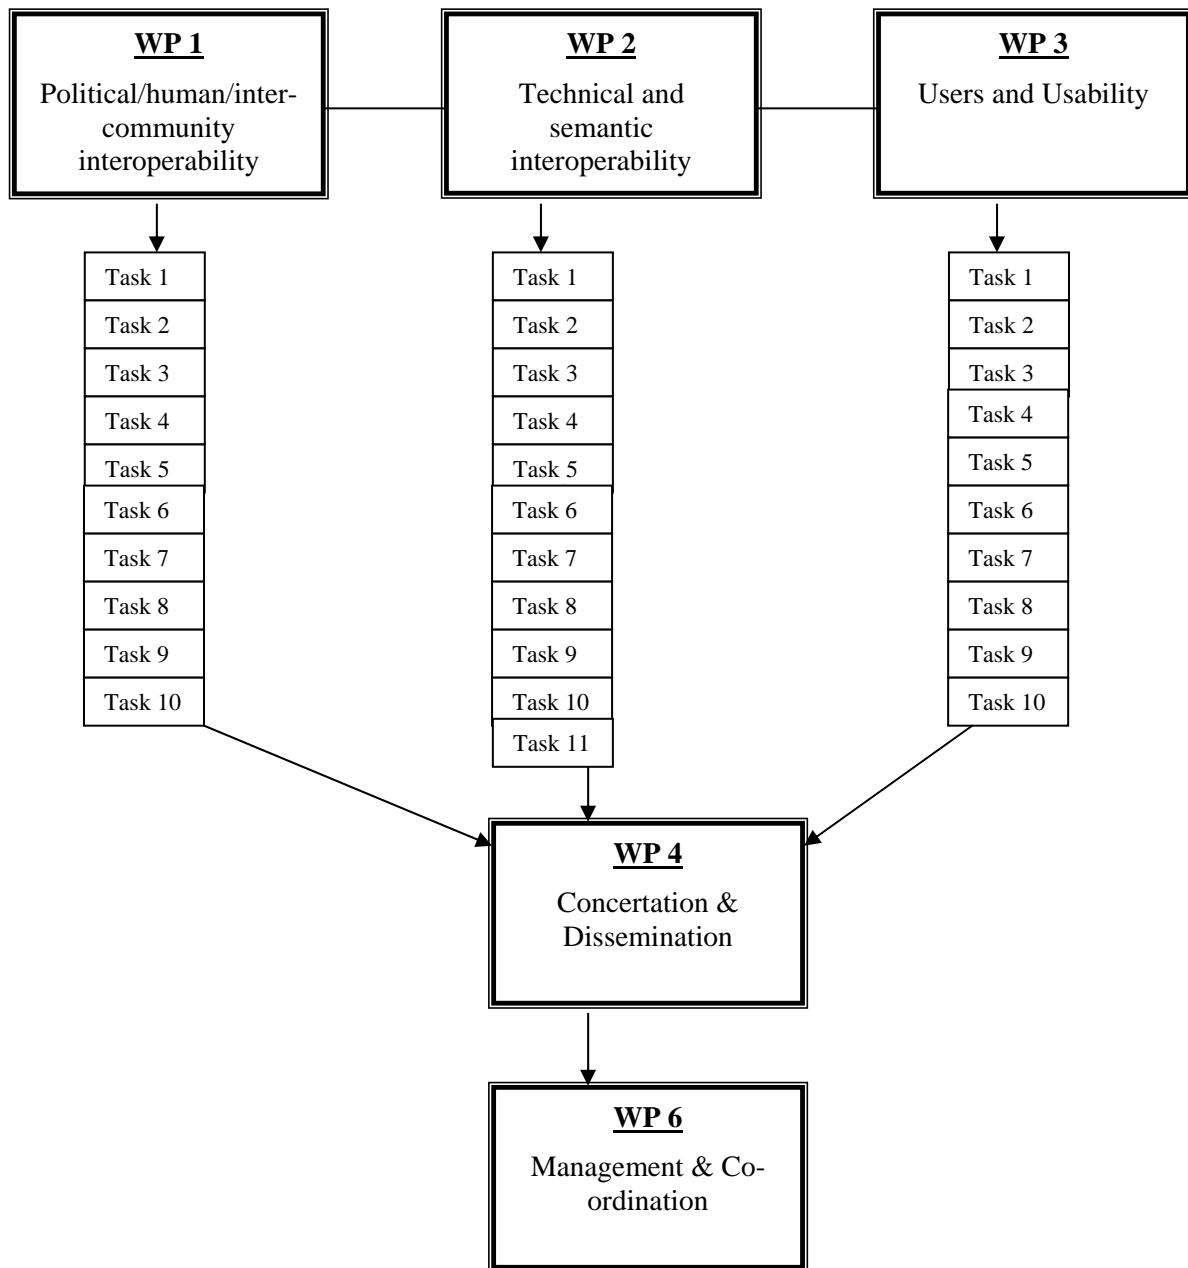 WP 1
Political/human/inter-
community
interoperability
WP 2
Technical and
semantic
interoperability
WP 3
Users and Usability
Task 1
Task 2
Task 3
Task 4
Task 5
Task 6
Task 7
Task 8
Task 9
Task 10
Task 1
Task 2
Task 3
Task 4
Task 5
Task 6
Task 7
Task 8
Task 9
Task 10
Task 11
Task 1
Task 2
Task 3
Task 4
Task 5
Task 6
Task 7
Task 8
Task 9
Task 10
WP 4
Concertation &
Dissemination
WP 6
Management & Co-
ordination